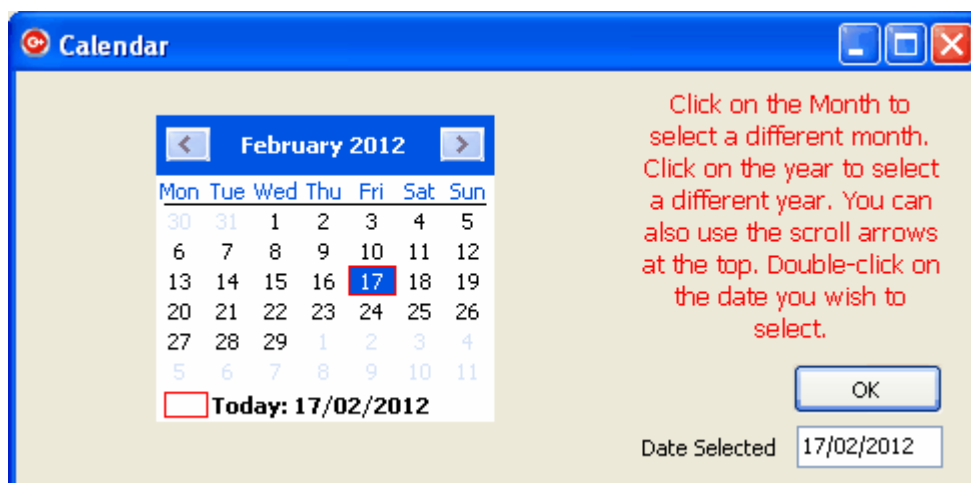 Calendar
Click on the Month to
select a different month.
Click on the year to select
a different year. You can
also use the scroll arrows
at the top. Double-click on
the date you wish to
select.
February 2012
Mon Tue Wed Thu Fri Sat Sun
30 31 1 2 3 4 5
6 7 8 9 10 11 12
13 14 15 16 17 18 19
20 21 22 23 24 25 26
27 28 29 1 2 3 4
5 6 7 8 9 10 11
Today: 17/02/2012
OK
Date Selected 17/02/2012